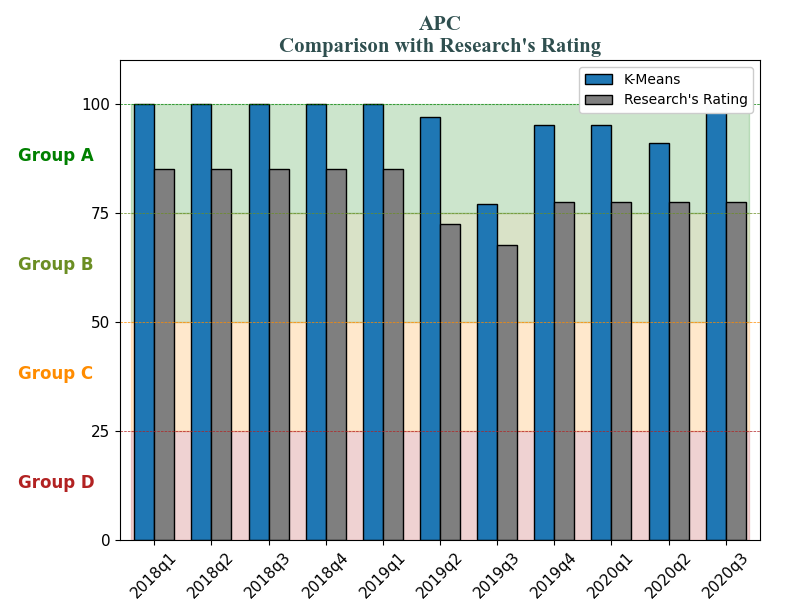 APC
Comparison with Research's Rating
K-Means
Research's Rating
100
Group A
75
Group B
50
Group C
25
Group D
0
2018q1
2018q2
2018q3
2018q4
2019q1
2019q2
2019q3
2019q4
2020q1
2020q2
2020q3